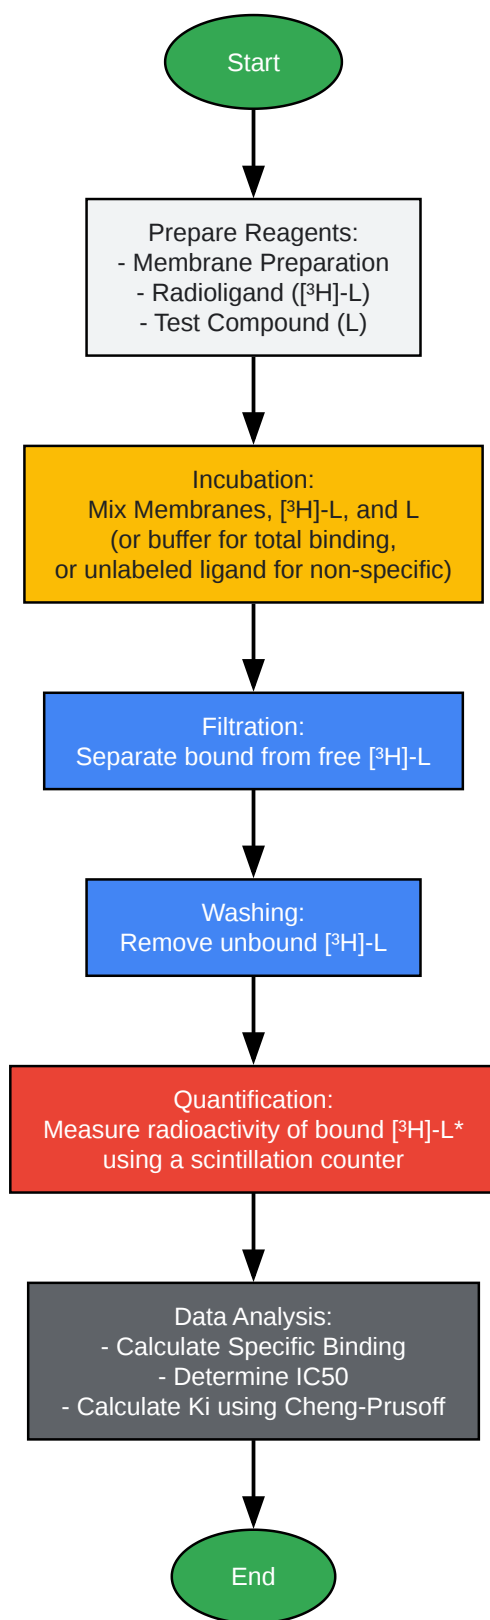 Start
Prepare Reagents:
- Membrane Preparation
- Radioligand ([³H]-L)
- Test Compound (L)
Incubation:
Mix Membranes, [³H]-L, and L
(or buffer for total binding,
or unlabeled ligand for non-specific)
Filtration:
Separate bound from free [³H]-L
Washing:
Remove unbound [³H]-L
Quantification:
Measure radioactivity of bound [³H]-L*
using a scintillation counter
Data Analysis:
- Calculate Specific Binding
- Determine IC50
- Calculate Ki using Cheng-Prusoff
End